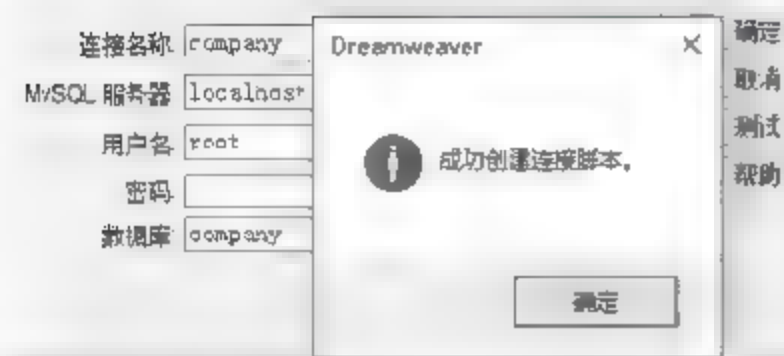 连接名称 company
Dreamweaver
确定
MySQL 服务器 localhost
取消
用户名 root
成功创建连接脚本。
测试
密码
帮助
数据库 company
确定